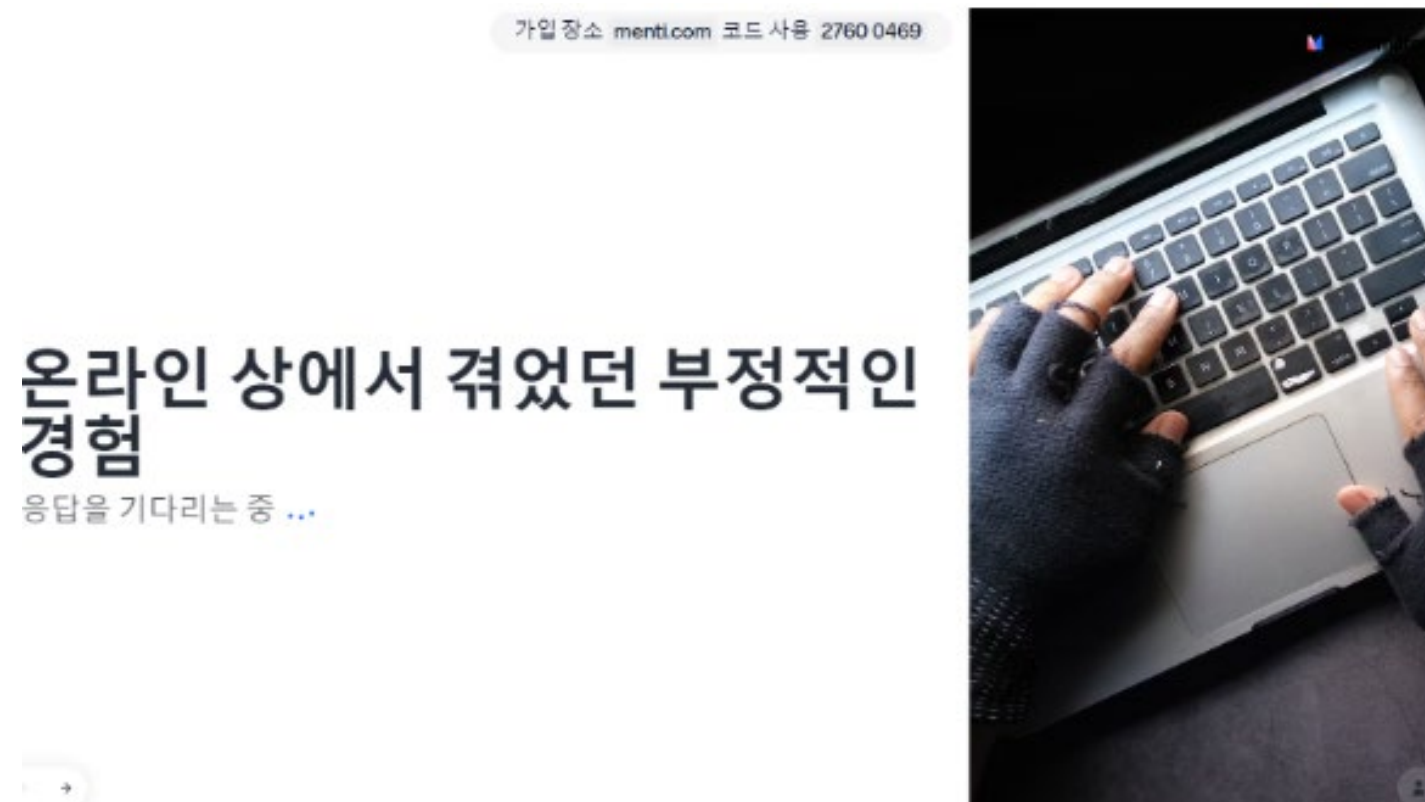 가입 장소 menti.com 코드 사용 2760 0469
온라인 상에서 겪었던 부정적인
경험
응답을 기다리는 중 ...